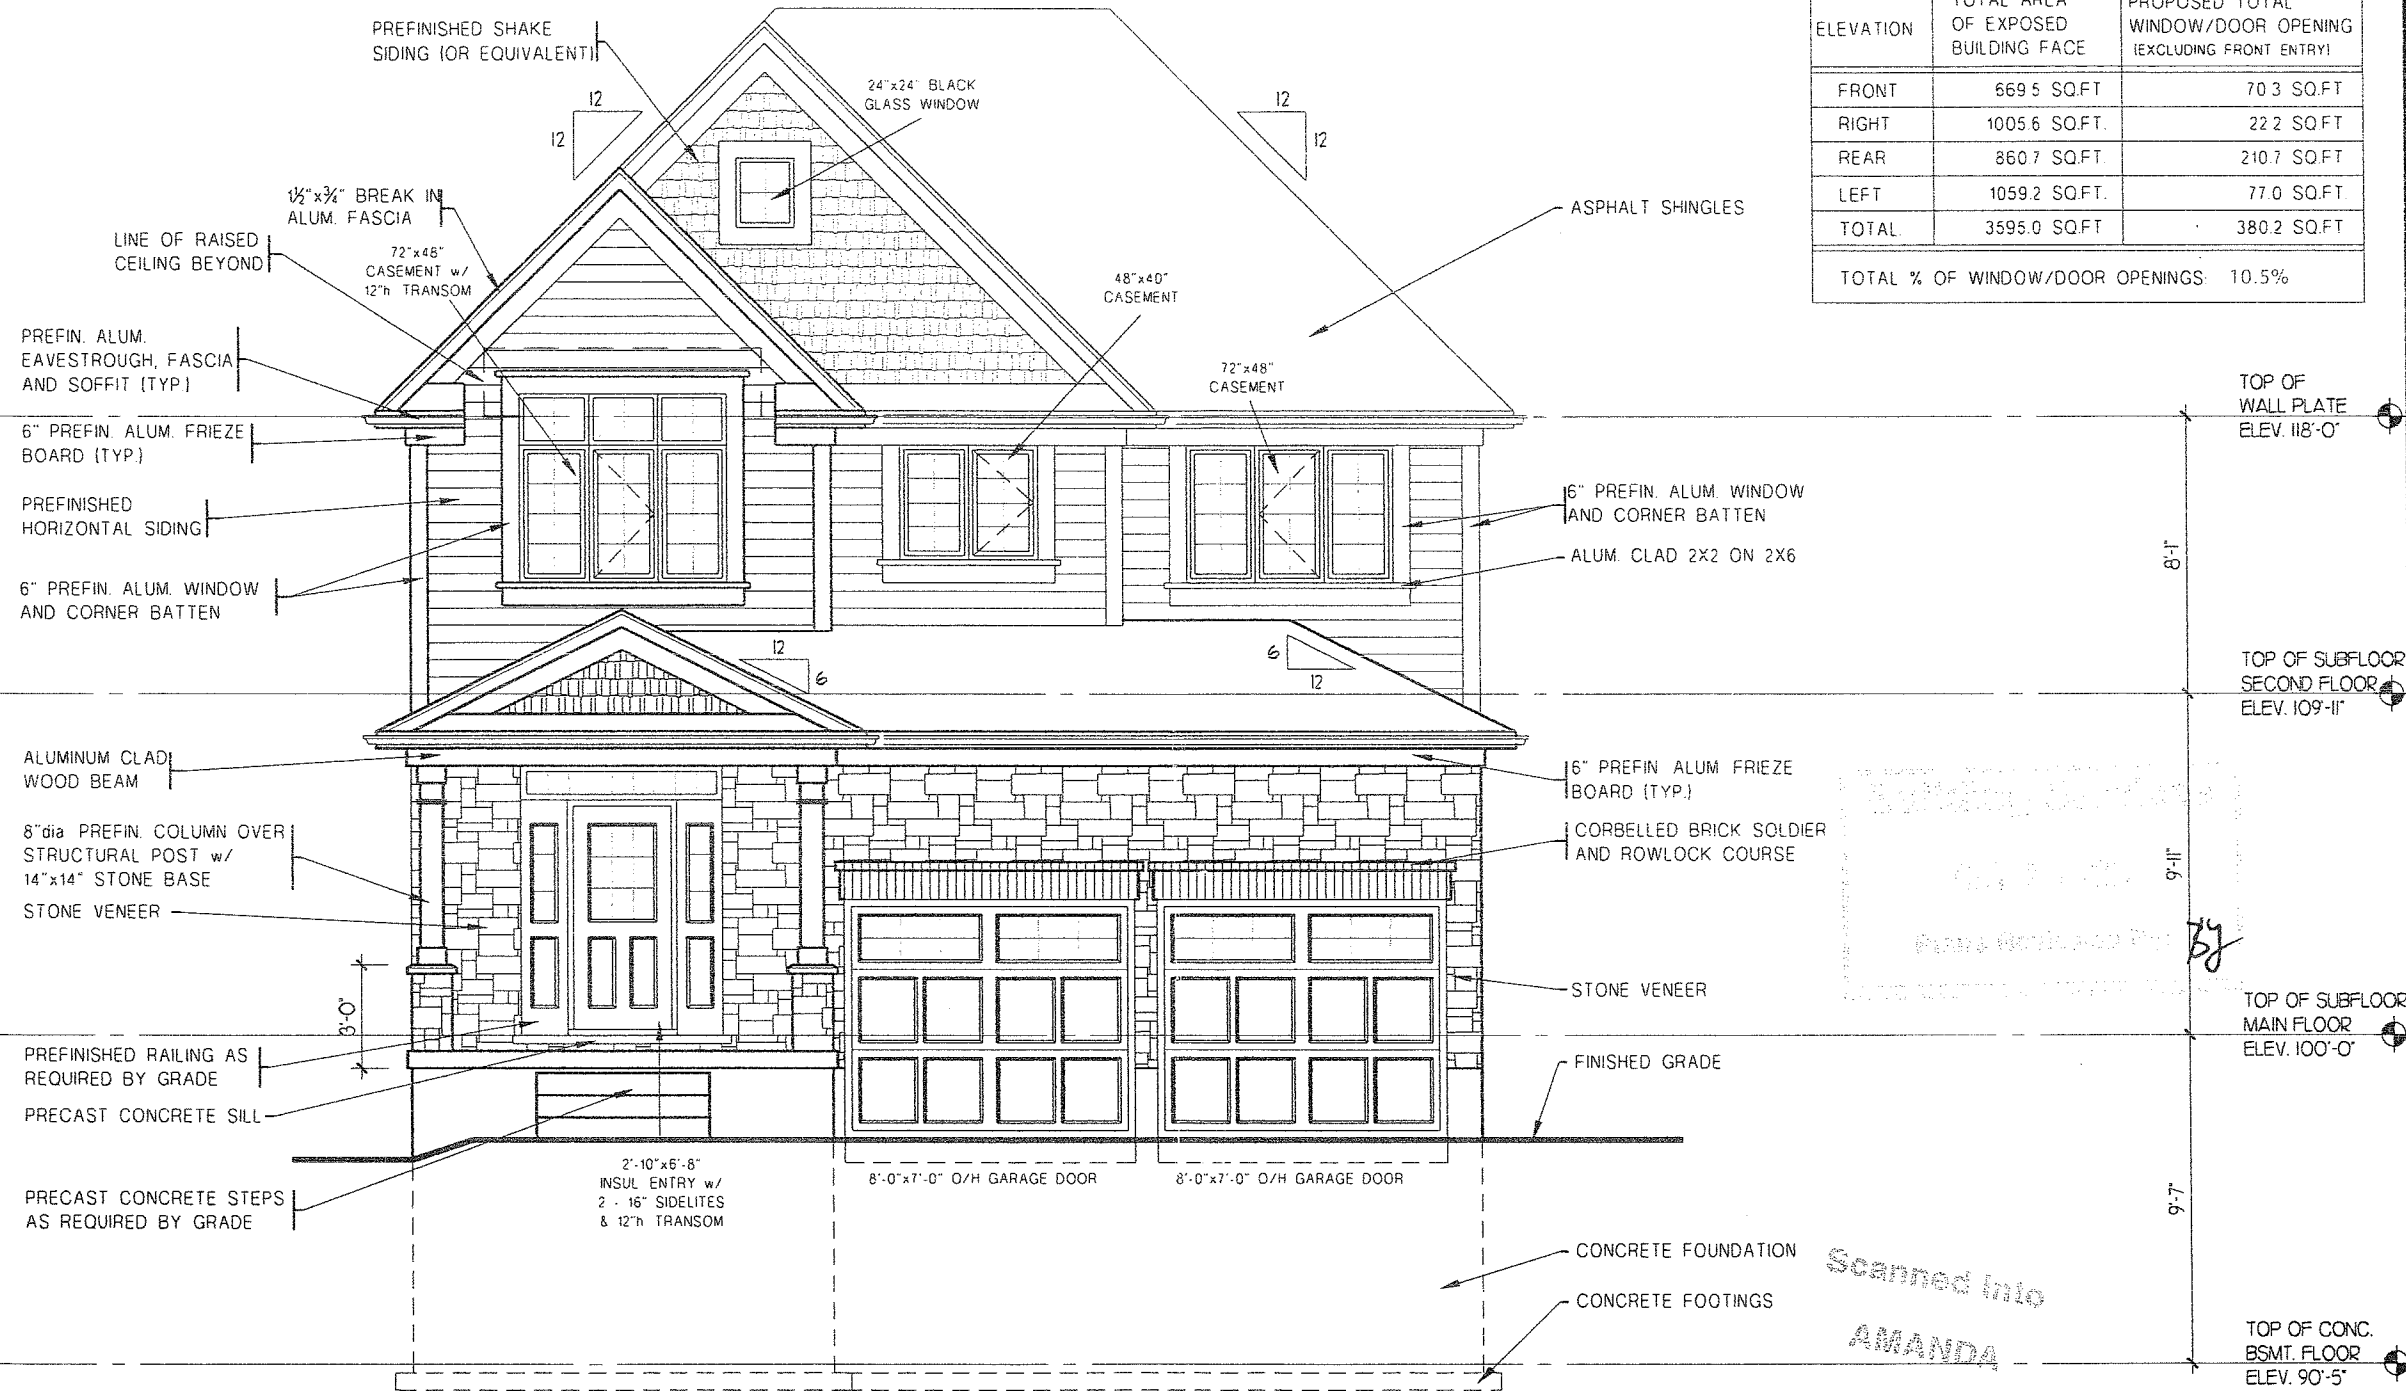 PREFINISHED SHAKE
SIDING (OR EQUIVALENT)
24"x24" BLACK
GLASS WINDOW
12
12
12
12
1½"x¾" BREAK IN
ALUM. FASCIA
LINE OF RAISED
CEILING BEYOND
72"x48"
CASEMENT w/
12"h TRANSOM
48"x40"
CASEMENT
72"x48"
CASEMENT
ASPHALT SHINGLES
PREFIN. ALUM.
EAVESTROUGH, FASCIA
AND SOFFIT (TYP.)
6" PREFIN. ALUM. FRIEZE
BOARD (TYP.)
PREFINISHED
HORIZONTAL SIDING
6" PREFIN. ALUM. WINDOW
AND CORNER BATTEN
6" PREFIN. ALUM. WINDOW
AND CORNER BATTEN
ALUM. CLAD 2X2 ON 2X6
12
6
6
12
ALUMINUM CLAD
WOOD BEAM
8"dia PREFIN. COLUMN OVER
STRUCTURAL POST w/
14"x14" STONE BASE
STONE VENEER
3'-0"
PREFINISHED RAILING AS
REQUIRED BY GRADE
PRECAST CONCRETE SILL
PRECAST CONCRETE STEPS
AS REQUIRED BY GRADE
6" PREFIN ALUM FRIEZE
BOARD (TYP.)
CORBELLED BRICK SOLDIER
AND ROWLOCK COURSE
STONE VENEER
FINISHED GRADE
2'-10"x6'-8"
INSUL ENTRY w/
2 - 16" SIDELITES
& 12"h TRANSOM
8'-0"x7'-0" O/H GARAGE DOOR
8'-0"x7'-0" O/H GARAGE DOOR
CONCRETE FOUNDATION
CONCRETE FOOTINGS
ELEVATION
TOTAL AREA
OF EXPOSED
BUILDING FACE
PROPOSED TOTAL
WINDOW/DOOR OPENING
(EXCLUDING FRONT ENTRY)
FRONT 669 5 SQ.FT 70 3 SQ.FT
RIGHT 1005.6 SQ.FT. 22 2 SQ.FT
REAR 860.7 SQ.FT. 210.7 SQ.FT
LEFT 1059.2 SQ.FT. 77.0 SQ.FT.
TOTAL. 3595.0 SQ.FT 380.2 SQ.FT
TOTAL % OF WINDOW/DOOR OPENINGS: 10.5%
TOP OF
WALL PLATE
ELEV. 118'-0"
8'-1"
TOP OF SUBFLOOR
SECOND FLOOR
ELEV. 109'-11"
9'-11"
TOP OF SUBFLOOR
MAIN FLOOR
ELEV. 100'-0"
9'-7"
TOP OF CONC.
BSMT. FLOOR
ELEV. 90'-5"
Scanned Into
AMANDA